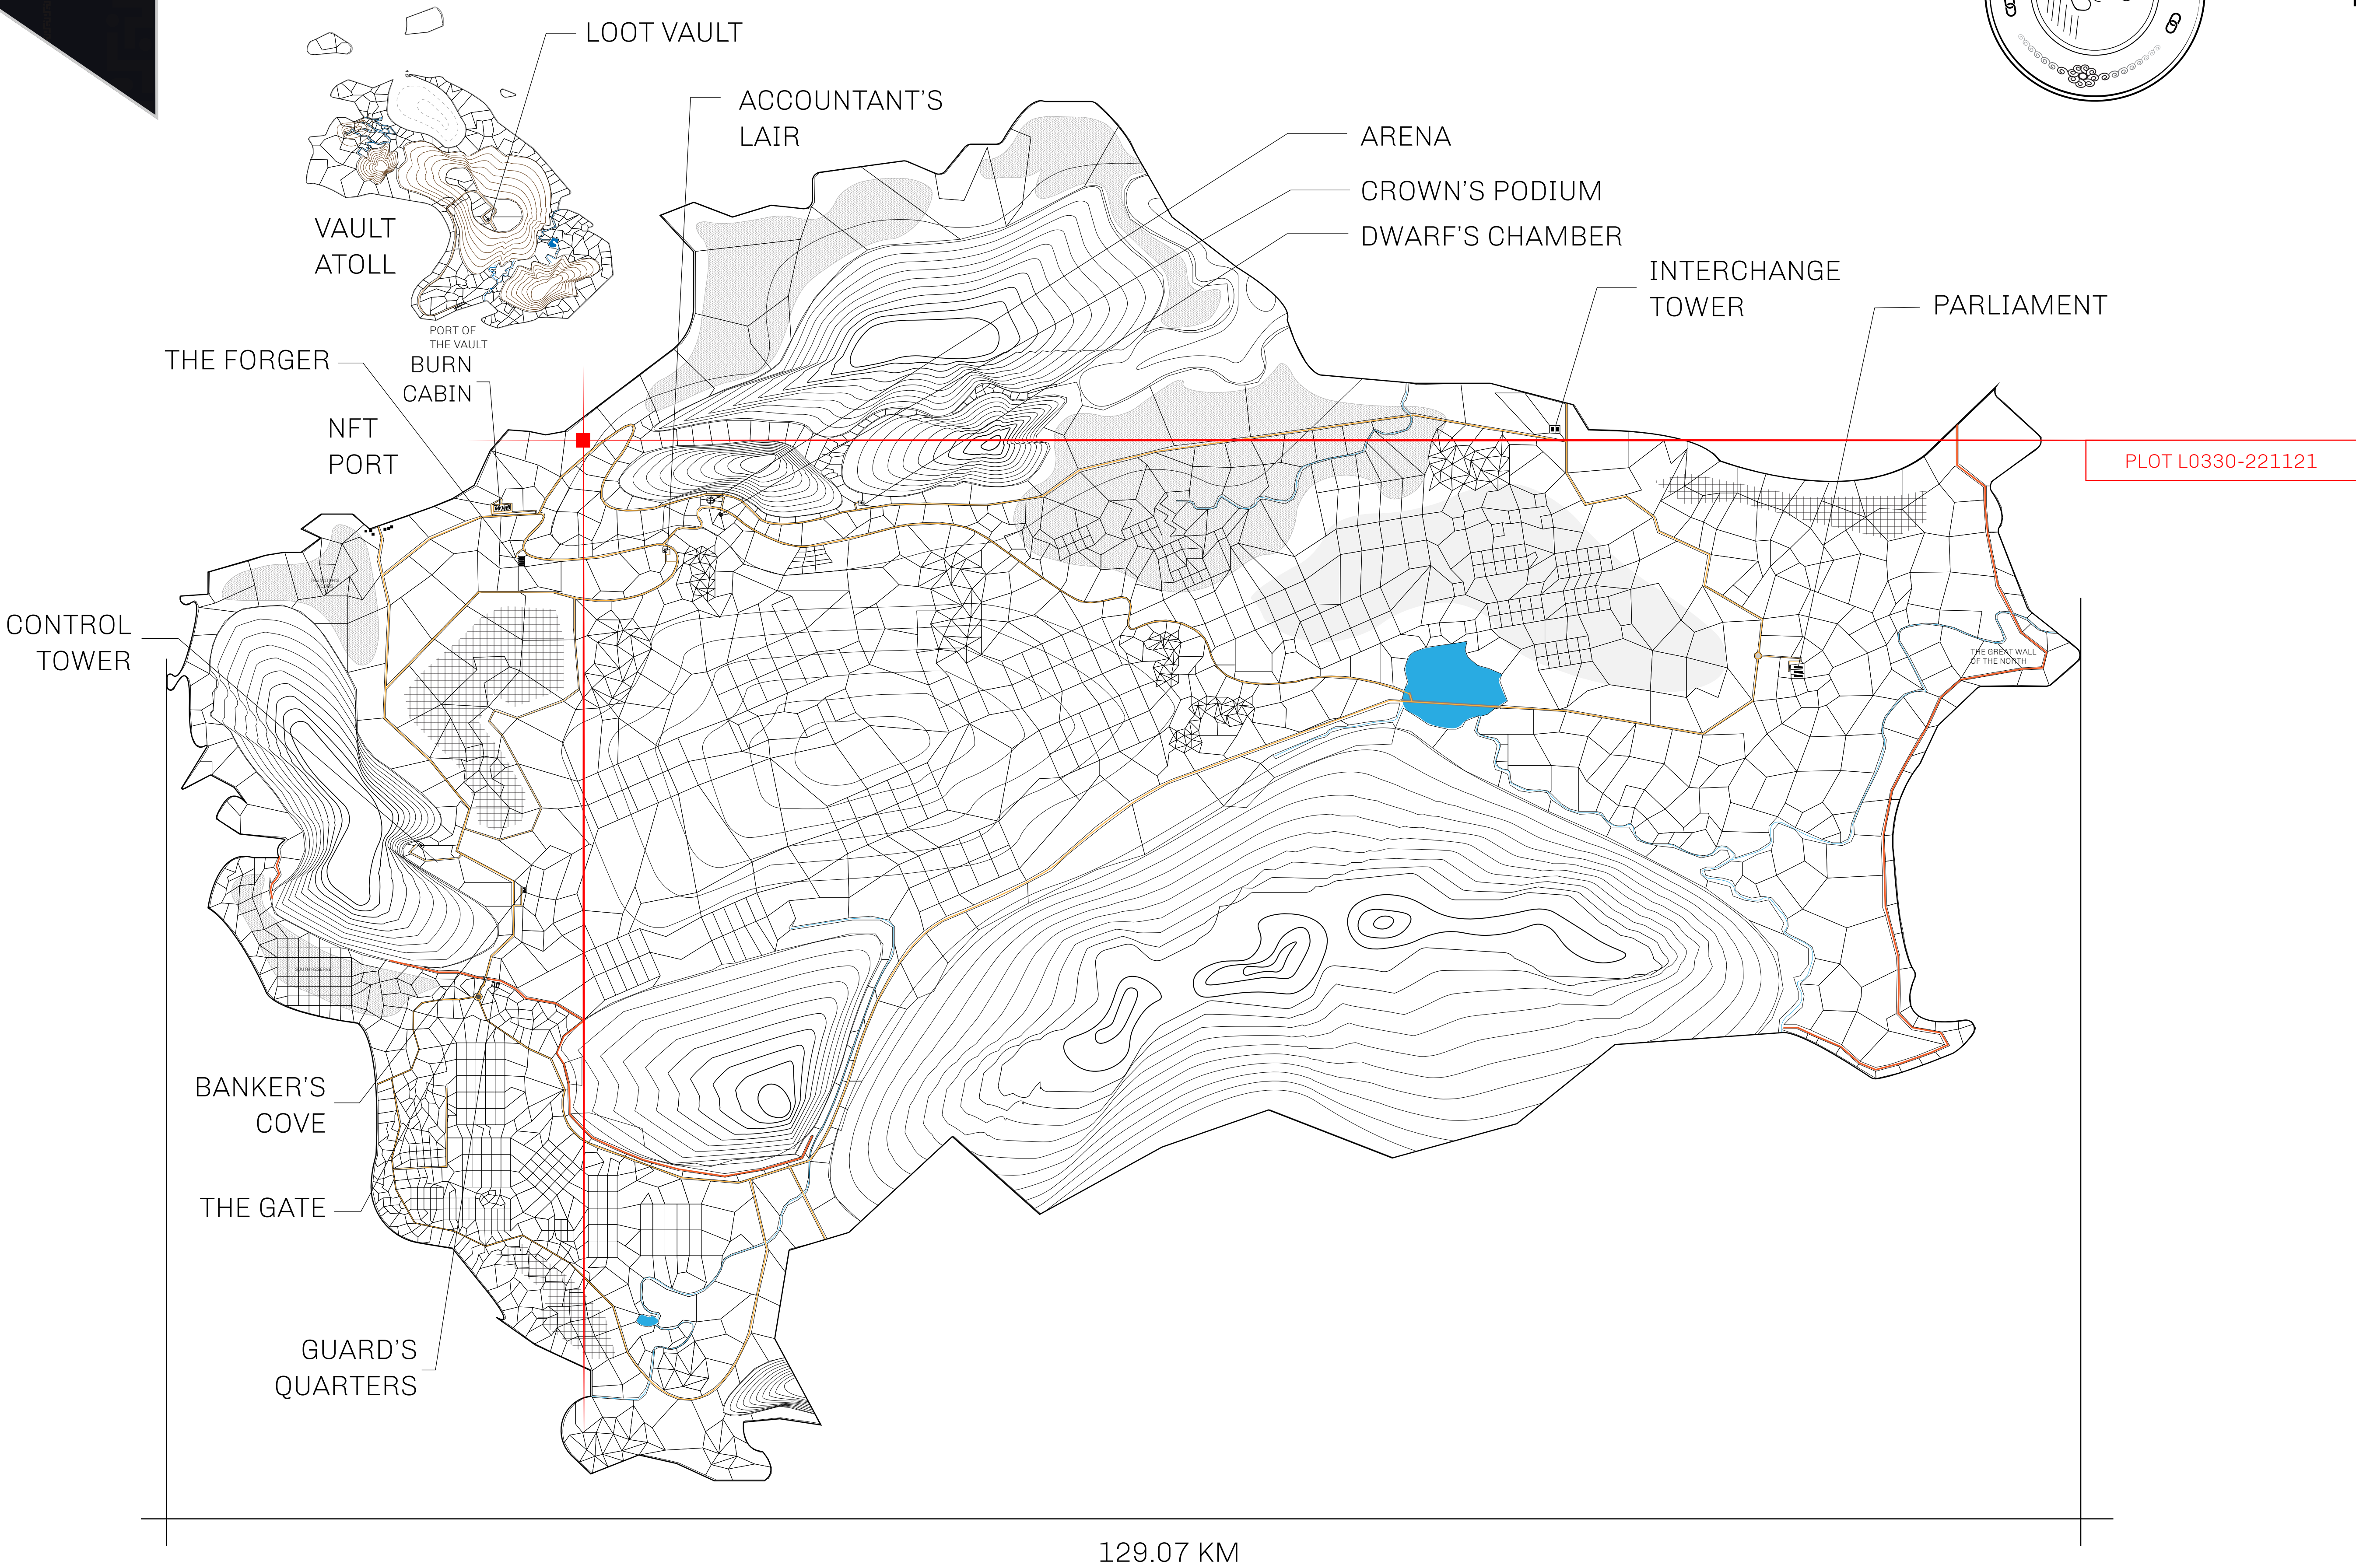 LOOT VAULT
ACCOUNTANT'S
LAIR
ARENA
CROWN'S PODIUM
DWARF'S CHAMBER
INTERCHANGE
TOWER
PARLIAMENT
VAULT
ATOLL
PORT OF
THE VAULT
THE FORGER
BURN
CABIN
NFT
PORT
PLOT L0330-221121
CONTROL
TOWER
THE GREAT WALL
OF THE NORTH
SOUTH RESERVE
BANKER'S
COVE
THE GATE
GUARD'S
QUARTERS
129.07 KM